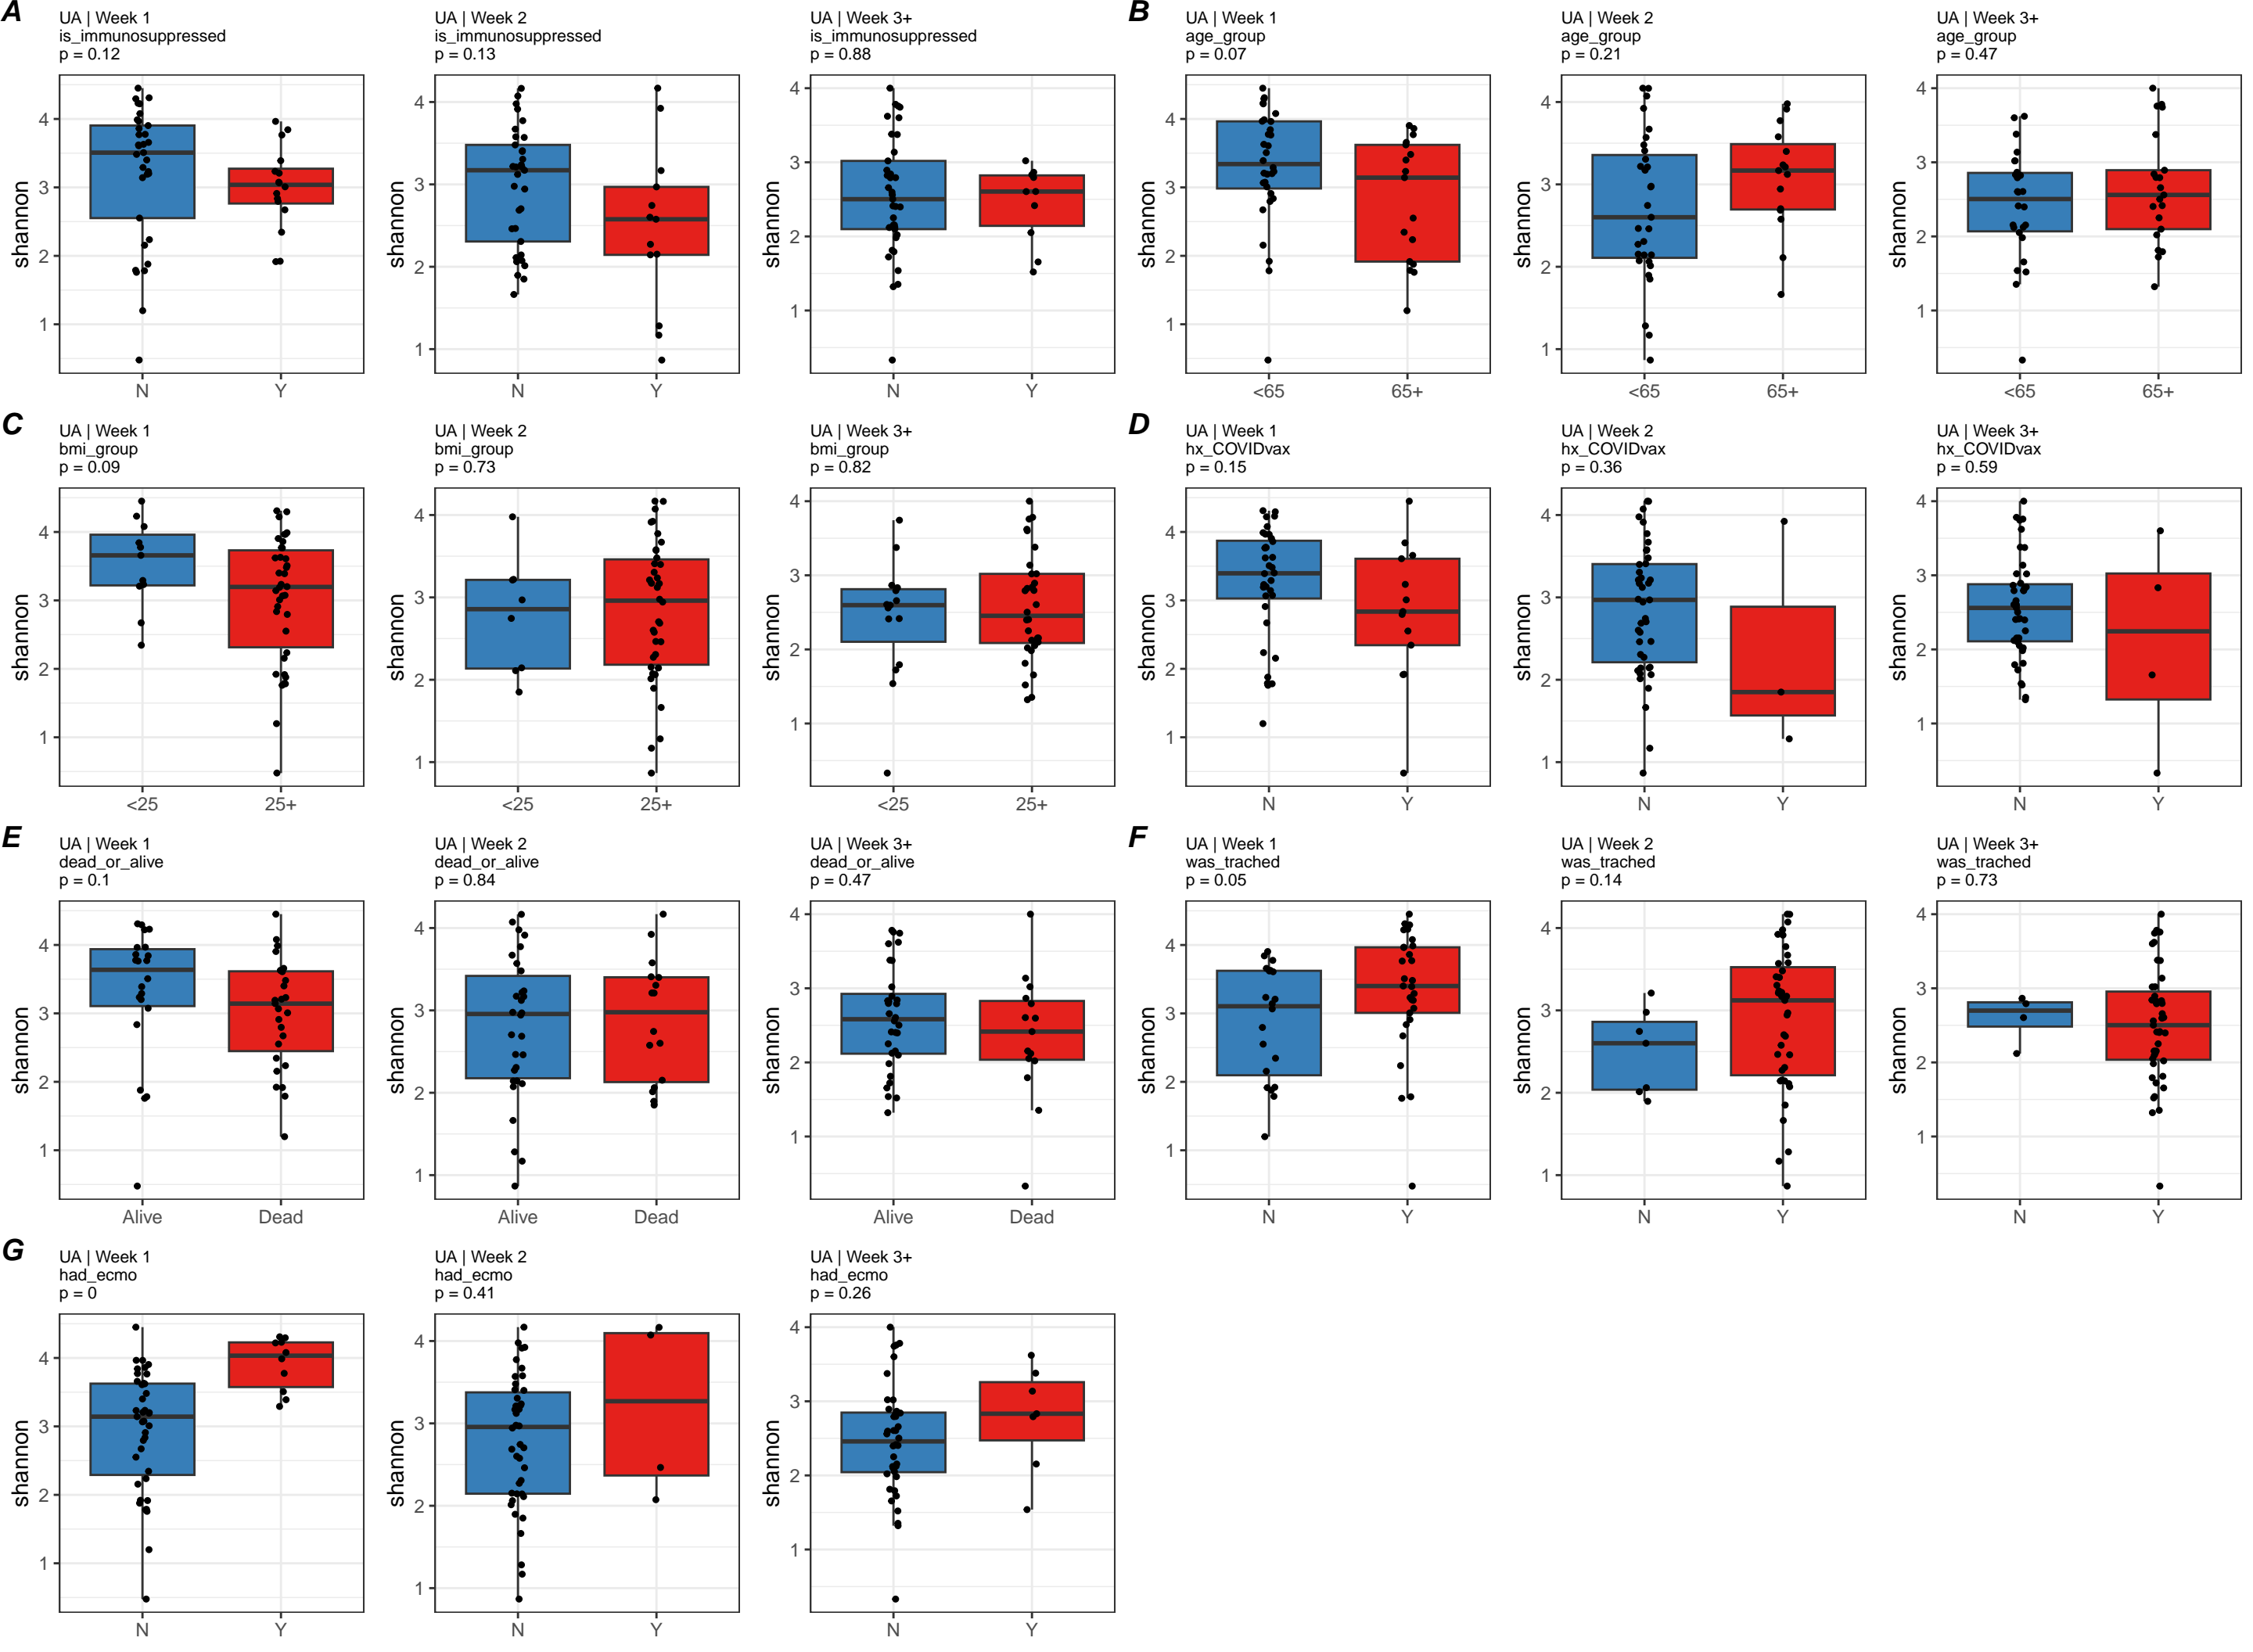 A
UA | Week 1
is_immunosuppressed
p = 0.12
shannon
4
3
2
1
N
Y
UA | Week 2
is_immunosuppressed
p = 0.13
shannon
4
3
2
1
N
Y
UA | Week 3+
is_immunosuppressed
p = 0.88
shannon
4
3
2
1
N
Y
B
UA | Week 1
age_group
p = 0.07
shannon
4
3
2
1
<65
65+
UA | Week 2
age_group
p = 0.21
shannon
4
3
2
1
<65
65+
UA | Week 3+
age_group
p = 0.47
shannon
4
3
2
1
<65
65+
C
UA | Week 1
bmi_group
p = 0.09
shannon
4
3
2
1
<25
25+
UA | Week 2
bmi_group
p = 0.73
shannon
4
3
2
1
<25
25+
UA | Week 3+
bmi_group
p = 0.82
shannon
4
3
2
1
<25
25+
D
UA | Week 1
hx_COVIDvax
p = 0.15
shannon
4
3
2
1
N
Y
UA | Week 2
hx_COVIDvax
p = 0.36
shannon
4
3
2
1
N
Y
UA | Week 3+
hx_COVIDvax
p = 0.59
shannon
4
3
2
1
N
Y
E
UA | Week 1
dead_or_alive
p = 0.1
shannon
4
3
2
1
Alive
Dead
UA | Week 2
dead_or_alive
p = 0.84
shannon
4
3
2
1
Alive
Dead
UA | Week 3+
dead_or_alive
p = 0.47
shannon
4
3
2
1
Alive
Dead
F
UA | Week 1
was_trached
p = 0.05
shannon
4
3
2
1
N
Y
UA | Week 2
was_trached
p = 0.14
shannon
4
3
2
1
N
Y
UA | Week 3+
was_trached
p = 0.73
shannon
4
3
2
1
N
Y
G
UA | Week 1
had_ecmo
p = 0
shannon
4
3
2
1
N
Y
UA | Week 2
had_ecmo
p = 0.41
shannon
4
3
2
1
N
Y
UA | Week 3+
had_ecmo
p = 0.26
shannon
4
3
2
1
N
Y